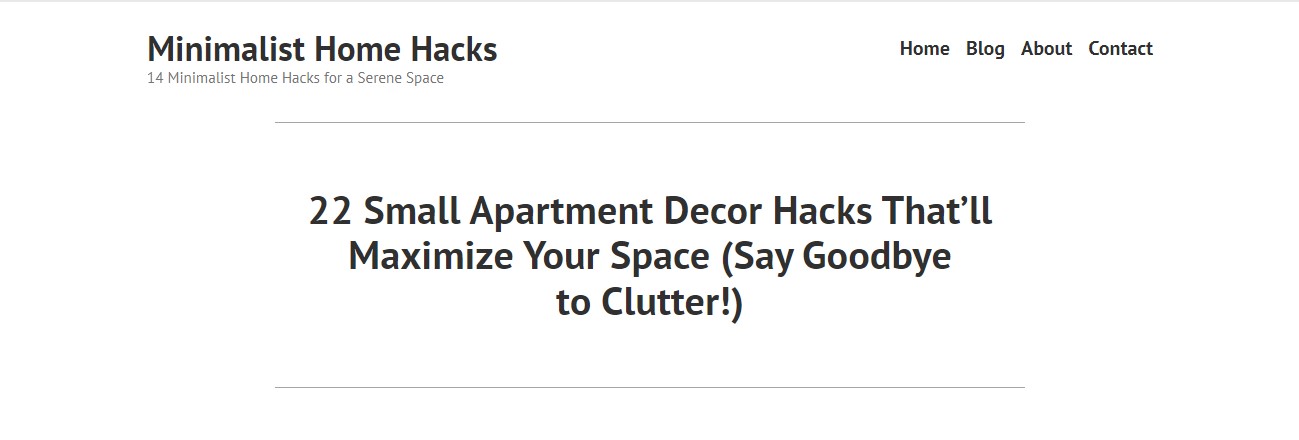 Minimalist Home Hacks
14 Minimalist Home Hacks for a Serene Space
Home Blog About Contact
22 Small Apartment Decor Hacks That’ll
Maximize Your Space (Say Goodbye
to Clutter!)